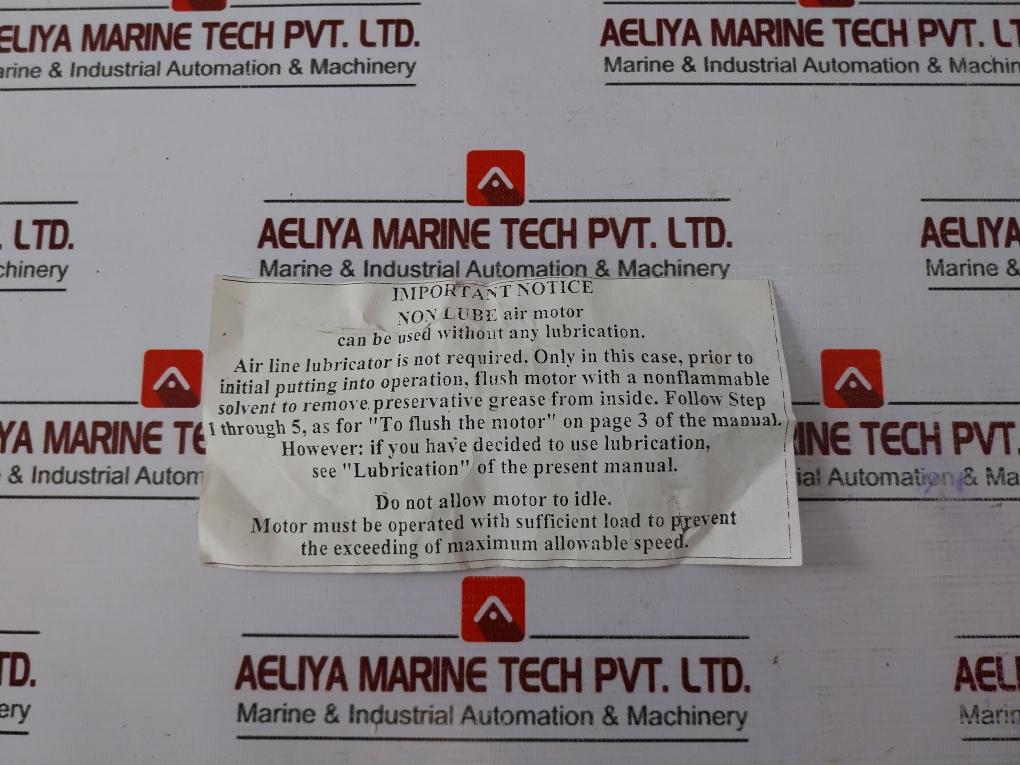 ELIYA MARINE TECH PVT. LTD.
arine & Industrial Automation & Machinery
AELIYA MARINE TECH PVT. LT
Marine & Industrial Automation & Machin
. LTD.
chinery
AELIYA MARINE TECH PVT. LTD.
Marine & Industrial Automation & Machinery
AELIYA
Marine &
IMPORTANT NOTICE
NON LUBE air motor
can be used without any lubrication.
Air line lubricator is not required. Only in this case, prior to
initial putting into operation, flush motor with a nonflammable
solvent to remove preservative grease from inside. Follow Step
1 through 5, as for "To flush the motor" on page 3 of the manual.
However: if you have decided to use lubrication,
see "Lubrication" of the present manual.
Do not allow motor to idle.
Motor must be operated with sufficient load to prevent
the exceeding of maximum allowable speed.
YA MARINE TE
& Industrial Autom
INE TECH PVT.
ial Automation & Ma
TD.
ery
AELIYA MARINE TECH PVT. LTD.
Marine & Industrial Automation & Machinery
AELI
Marin